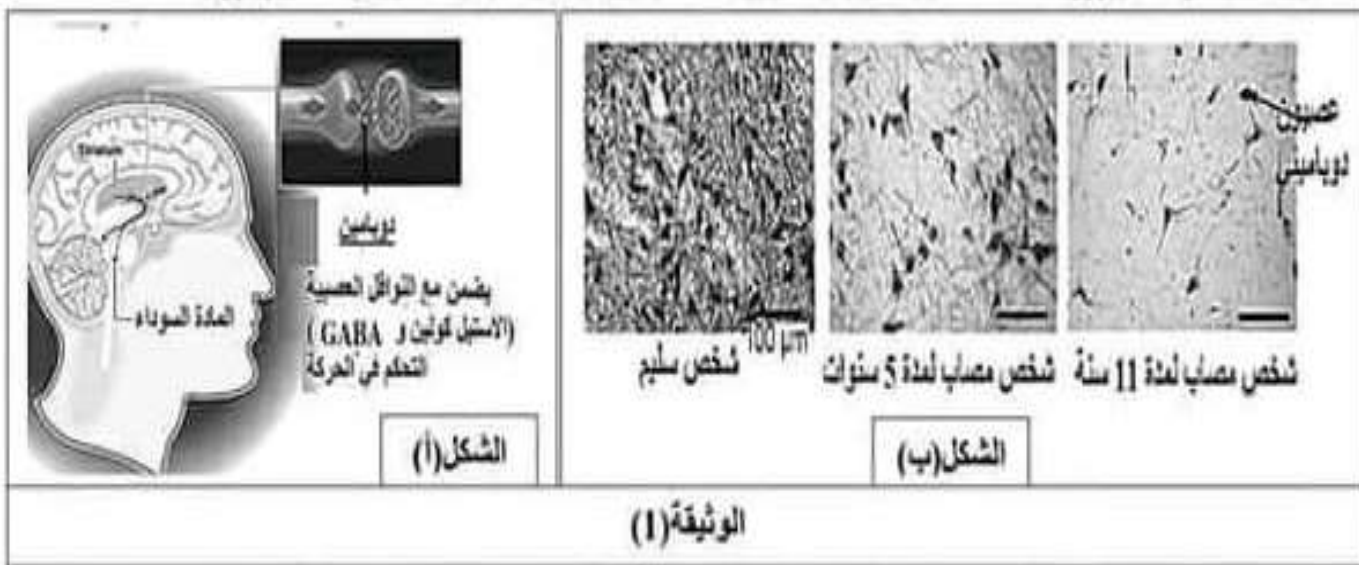 عصبون
دوباميني
100 µm
شخص مصاب لمدة 11 سنة
شخص مصاب لمدة 5 سنوات
شخص سليم
الشكل(ب)
Striatum
دوبامين
يضمن مع النواقل العصبية
(الاستيل كولين و GABA )
التحكم في الحركة
المادة السوداء
الشكل(أ)
الوثيقة(1)